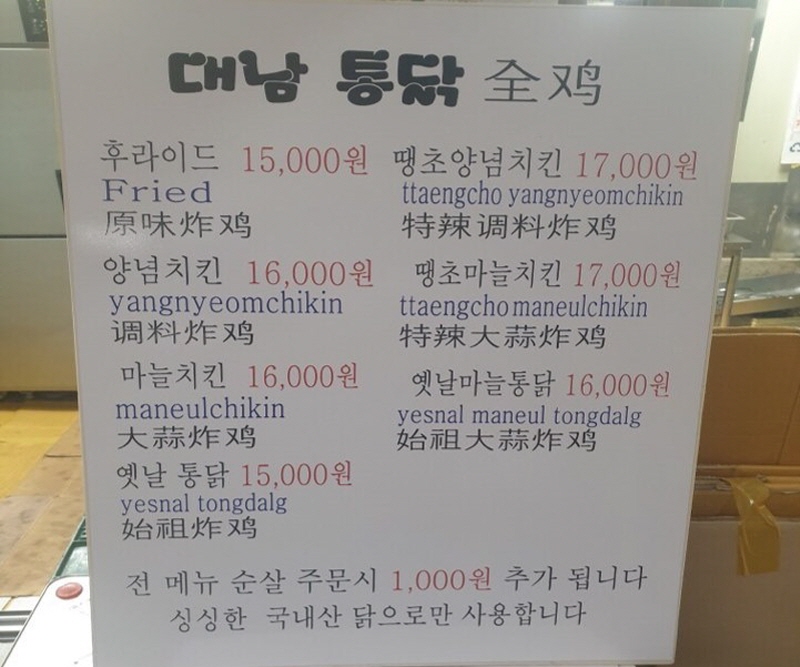 대남 통닭 全鸡
후라이드 15,000원
Fried
原味炸鸡
양념치킨 16,000원
yangnyeomchikin
调料炸鸡
마늘치킨 16,000원
maneulchikin
大蒜炸鸡
옛날 통닭 15,000원
yesnal tongdalg
始祖炸鸡
땡초양념치킨 17,000원
ttaengcho yangnyeomchikin
特辣调料炸鸡
땡초마늘치킨 17,000원
ttaengcho maneulchikin
特辣大蒜炸鸡
옛날마늘통닭 16,000원
yesnal maneul tongdalg
始祖大蒜炸鸡
전 메뉴 순살 주문시 1,000원 추가 됩니다
싱싱한 국내산 닭으로만 사용합니다